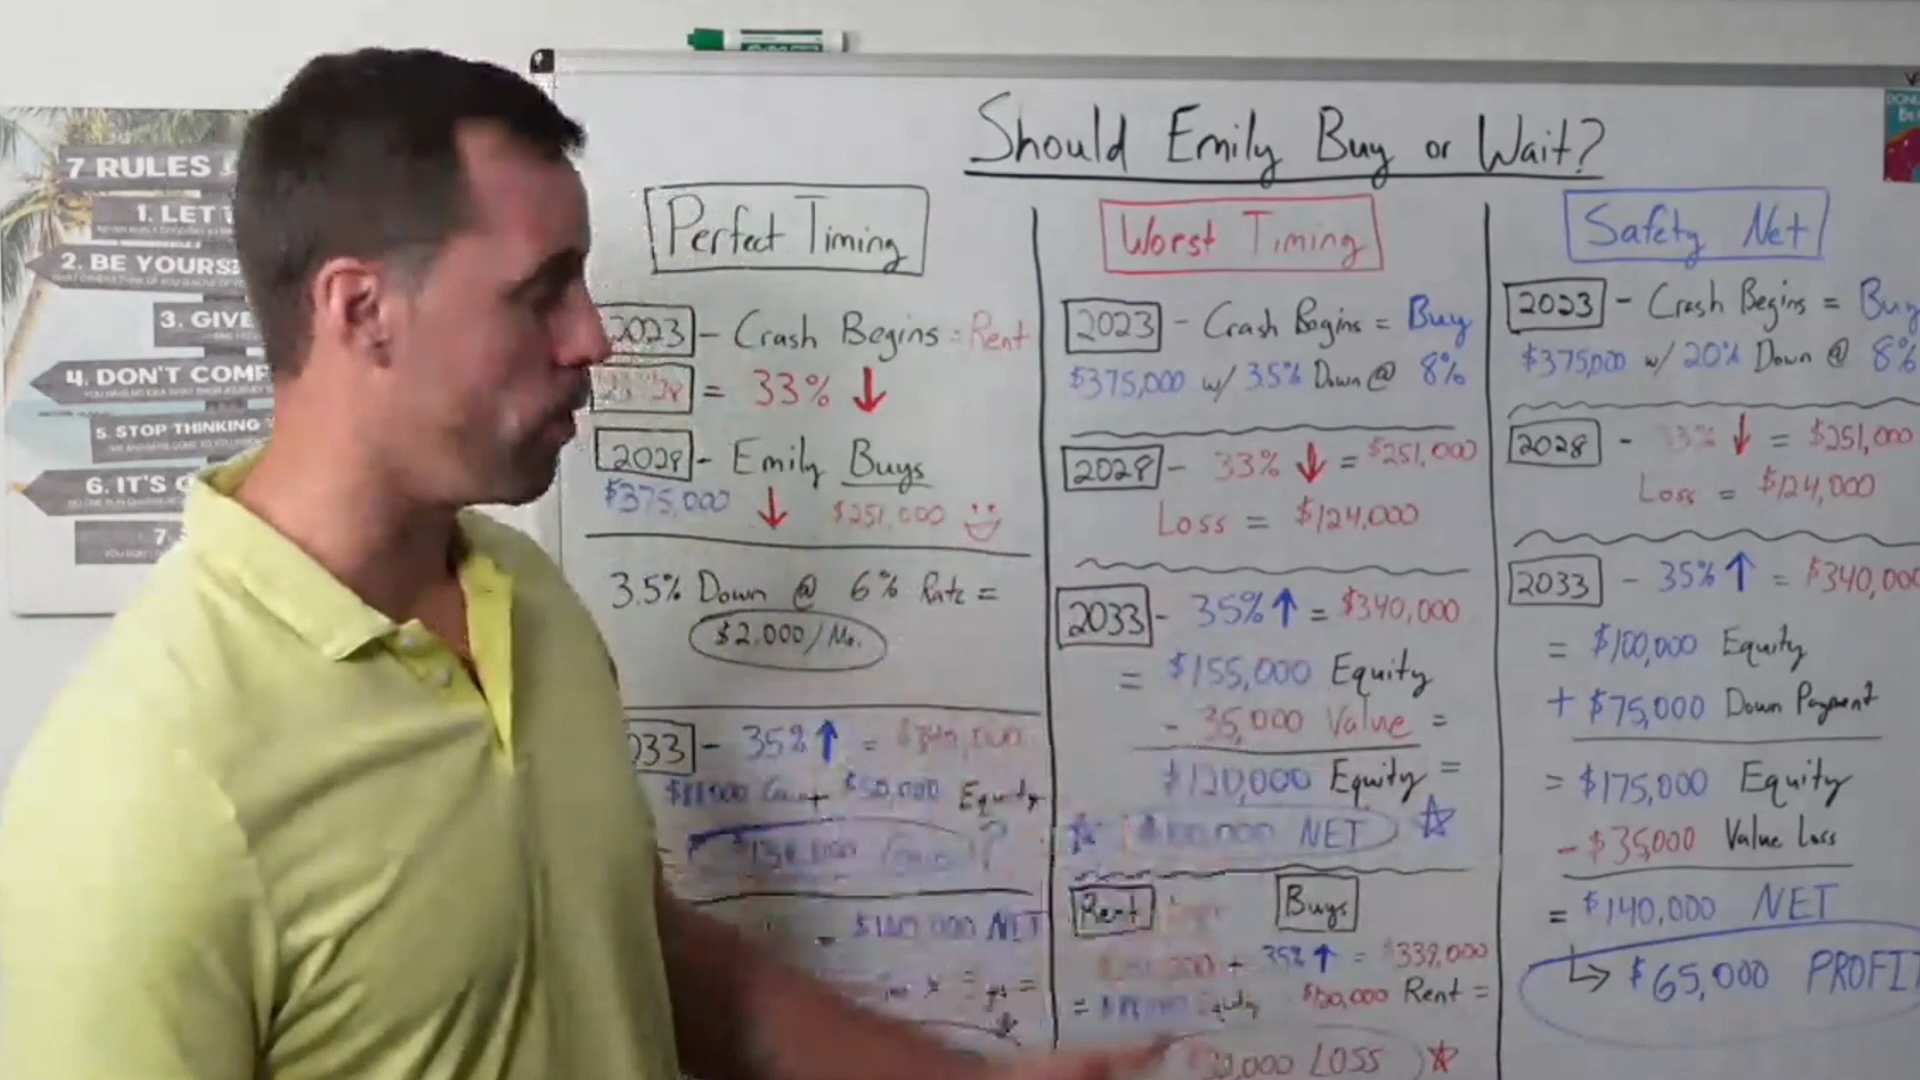 7 RULES
1. LET
2. BE YOURS
3. GIVE
4. DON'T COMP
5. STOP THINKING
6. IT'S
7.
Should Emily Buy or Wait?
Perfect Timing
2023 - Crash Begins = Rent
= 33% ↓
2028 - Emily Buys
$375,000 ↓ $251,000
3.5% Down @ 6% Rate =
$2,000/Mo.
033 - 35% ↑ =
$50,000 Equity
NET
Worst Timing
2023 - Crash Begins = Buy
$375,000 w/ 3.5% Down @ 8%
2028 - 33% ↓ = $251,000
Loss = $124,000
2033 - 35% ↑ = $340,000
= $155,000 Equity
- 35,000 Value =
$120,000 Equity =
NET
Rent Buys
+ 35% ↑ = $339,000
Equity Rent =
0,000 LOSS
Safety Net
2023 - Crash Begins = Buy
$375,000 w/ 20% Down @ 8%
2028 - 33% ↓ = $251,000
Loss = $124,000
2033 - 35% ↑ = $340,000
= $100,000 Equity
+ $75,000 Down Payment
= $175,000 Equity
- $35,000 Value Loss
= $140,000 NET
↳ $65,000 PROFIT